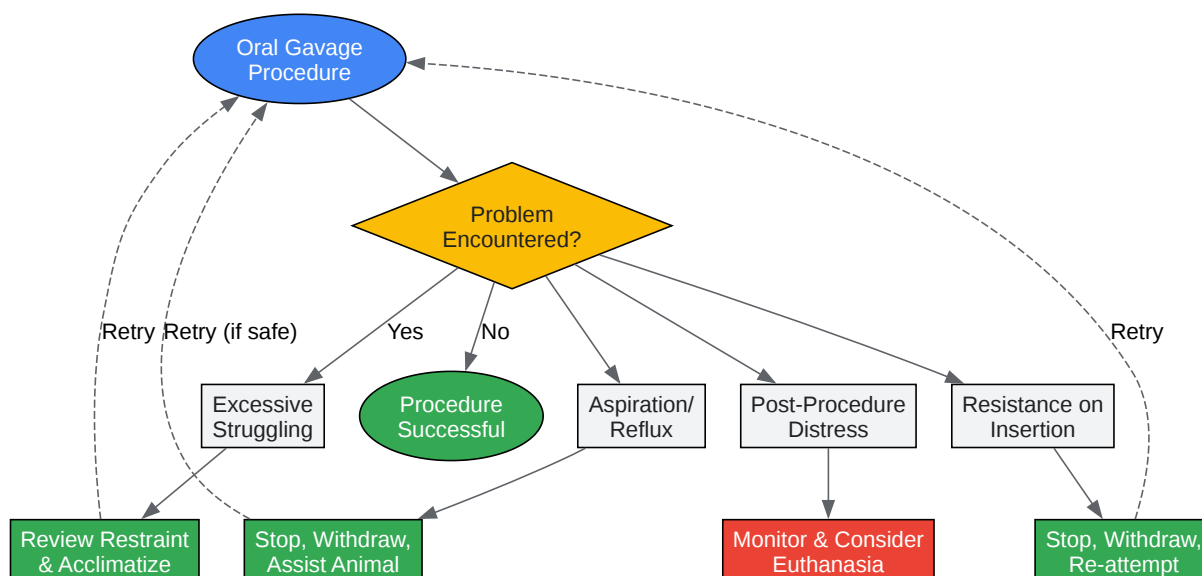 Oral Gavage
Procedure
Problem
Encountered?
Retry
Retry (if safe)
Yes
No
Retry
Excessive
Struggling
Procedure
Successful
Aspiration/
Reflux
Post-Procedure
Distress
Resistance on
Insertion
Review Restraint
& Acclimatize
Stop, Withdraw,
Assist Animal
Monitor & Consider
Euthanasia
Stop, Withdraw,
Re-attempt